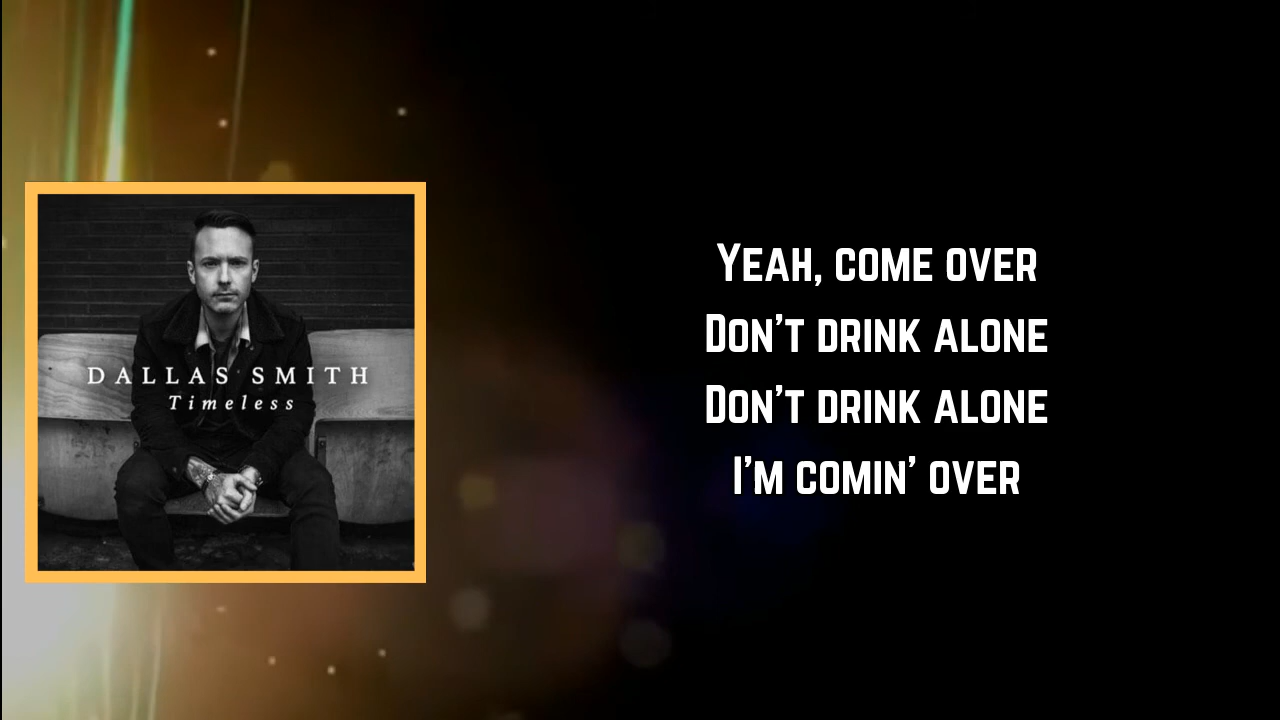 DALLAS SMITH
Timeless
Yeah, come over
Don't drink alone
Don't drink alone
I'm comin' over